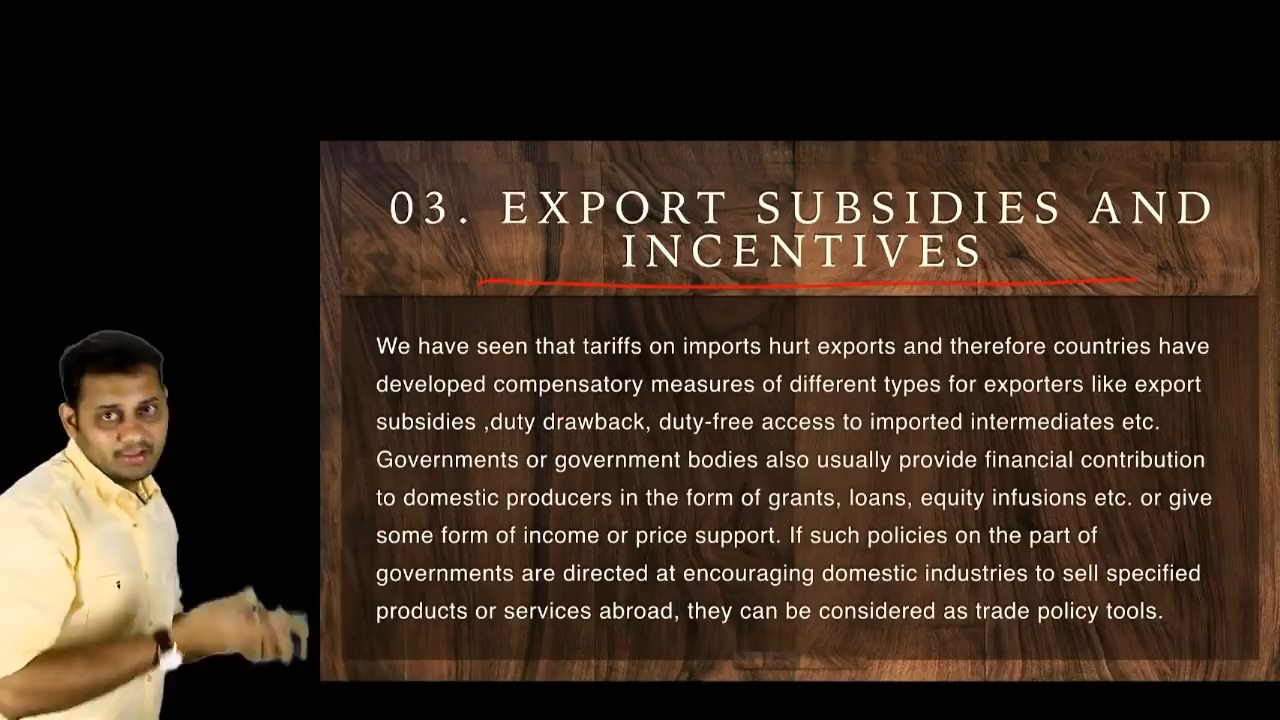 03. EXPORT SUBSIDIES AND
INCENTIVES
We have seen that tariffs on imports hurt exports and therefore countries have
developed compensatory measures of different types for exporters like export
subsidies ,duty drawback, duty-free access to imported intermediates etc.
Governments or government bodies also usually provide financial contribution
to domestic producers in the form of grants, loans, equity infusions etc. or give
some form of income or price support. If such policies on the part of
governments are directed at encouraging domestic industries to sell specified
products or services abroad, they can be considered as trade policy tools.